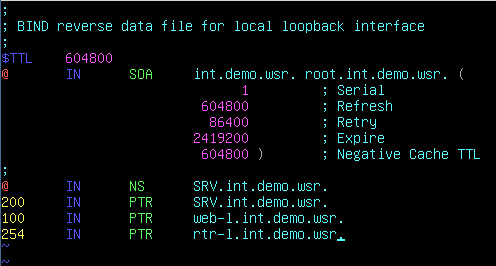 ;
; BIND reverse data file for local loopback interface
;
$TTL 604800
@ IN SOA int.demo.wsr. root.int.demo.wsr. (
1 ; Serial
604800 ; Refresh
86400 ; Retry
2419200 ; Expire
604800 ) ; Negative Cache TTL
;
@ IN NS SRV.int.demo.wsr.
200 IN PTR SRV.int.demo.wsr.
100 IN PTR web-l.int.demo.wsr.
254 IN PTR rtr-l.int.demo.wsr.
~
~